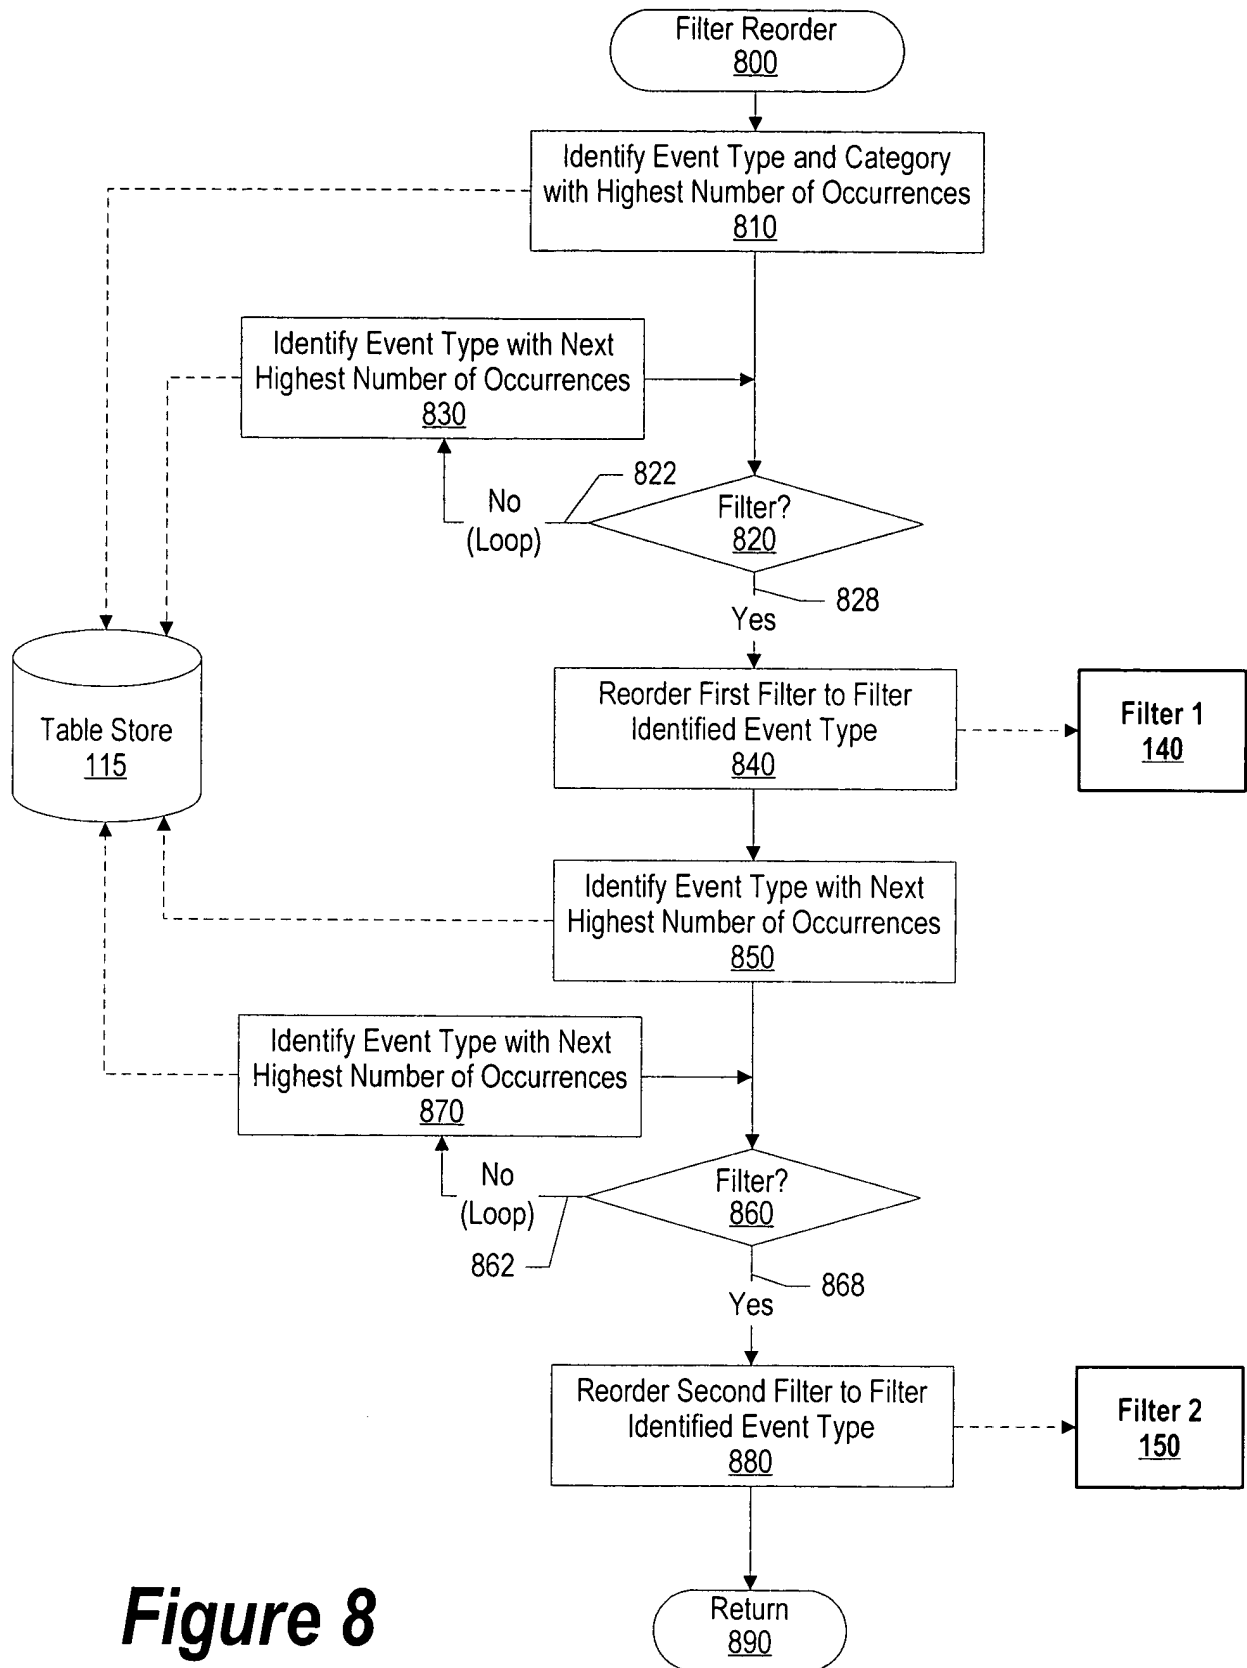 Filter Reorder
800
Identify Event Type and Category
with Highest Number of Occurrences
810
Identify Event Type with Next
Highest Number of Occurrences
830
822
No
(Loop)
Filter?
820
828
Yes
Table Store
115
Reorder First Filter to Filter
Identified Event Type
840
Filter 1
140
Identify Event Type with Next
Highest Number of Occurrences
850
Identify Event Type with Next
Highest Number of Occurrences
870
No
(Loop)
862
Filter?
860
868
Yes
Reorder Second Filter to Filter
Identified Event Type
880
Filter 2
150
Return
890
Figure 8